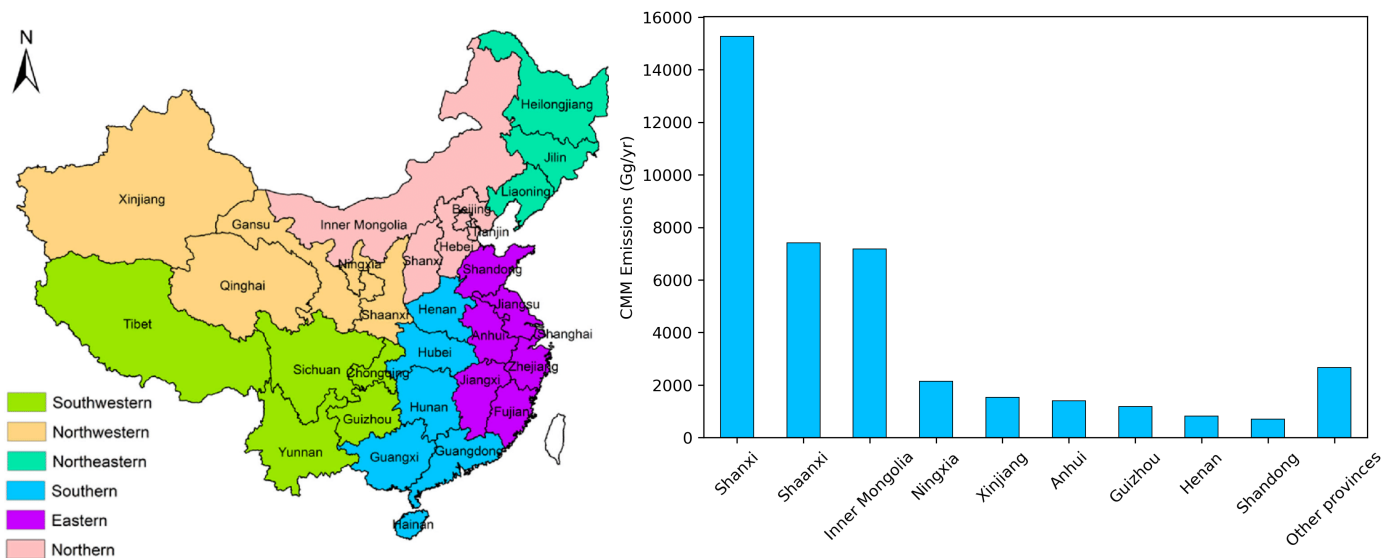 N
Heilongjiang
Jilin
Liaoning
Xinjiang
Gansu
Inner Mongolia
Beijing
Tianjin
Hebei
Shanxi
Ningxia
Shandong
Qinghai
Shaanxi
Henan
Jiangsu
Tibet
Anhui
Shanghai
Hubei
Sichuan
Chongqing
Zhejiang
Jiangxi
Hunan
Fujian
Guizhou
Yunnan
Guangxi
Guangdong
Hainan
Southwestern
Northwestern
Northeastern
Southern
Eastern
Northern
CMM Emissions (Gg/yr)
16000
14000
12000
10000
8000
6000
4000
2000
0
Shanxi
Shaanxi
Inner Mongolia
Ningxia
Xinjiang
Anhui
Guizhou
Henan
Shandong
Other provinces